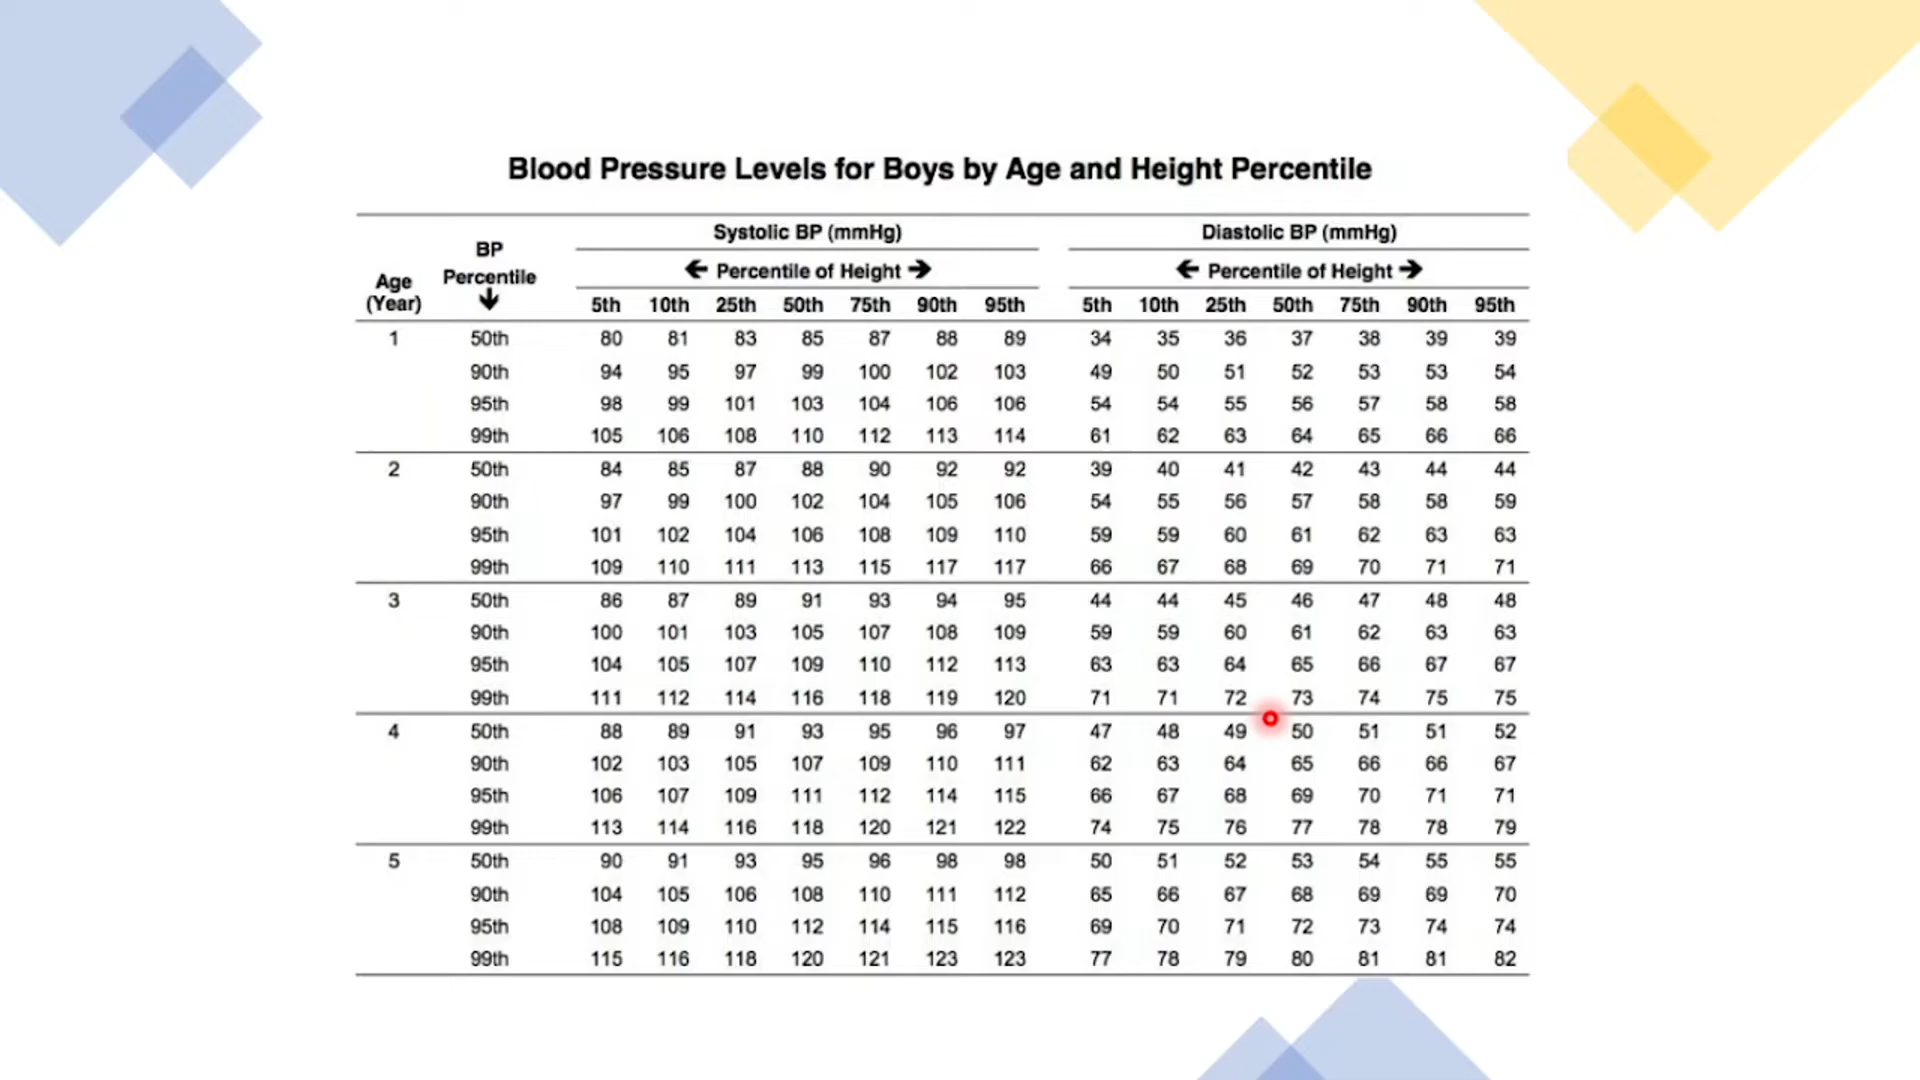 Blood Pressure Levels for Boys by Age and Height Percentile
Systolic BP (mmHg) Diastolic BP (mmHg)
BP
Percentile
← Percentile of Height → ← Percentile of Height →
Age
(Year)
↓ 5th 10th 25th 50th 75th 90th 95th 5th 10th 25th 50th 75th 90th 95th
1 50th 80 81 83 85 87 88 89 34 35 36 37 38 39 39
90th 94 95 97 99 100 102 103 49 50 51 52 53 53 54
95th 98 99 101 103 104 106 106 54 54 55 56 57 58 58
99th 105 106 108 110 112 113 114 61 62 63 64 65 66 66
2 50th 84 85 87 88 90 92 92 39 40 41 42 43 44 44
90th 97 99 100 102 104 105 106 54 55 56 57 58 58 59
95th 101 102 104 106 108 109 110 59 59 60 61 62 63 63
99th 109 110 111 113 115 117 117 66 67 68 69 70 71 71
3 50th 86 87 89 91 93 94 95 44 44 45 46 47 48 48
90th 100 101 103 105 107 108 109 59 59 60 61 62 63 63
95th 104 105 107 109 110 112 113 63 63 64 65 66 67 67
99th 111 112 114 116 118 119 120 71 71 72 73 74 75 75
4 50th 88 89 91 93 95 96 97 47 48 49 50 51 51 52
90th 102 103 105 107 109 110 111 62 63 64 65 66 66 67
95th 106 107 109 111 112 114 115 66 67 68 69 70 71 71
99th 113 114 116 118 120 121 122 74 75 76 77 78 78 79
5 50th 90 91 93 95 96 98 98 50 51 52 53 54 55 55
90th 104 105 106 108 110 111 112 65 66 67 68 69 69 70
95th 108 109 110 112 114 115 116 69 70 71 72 73 74 74
99th 115 116 118 120 121 123 123 77 78 79 80 81 81 82